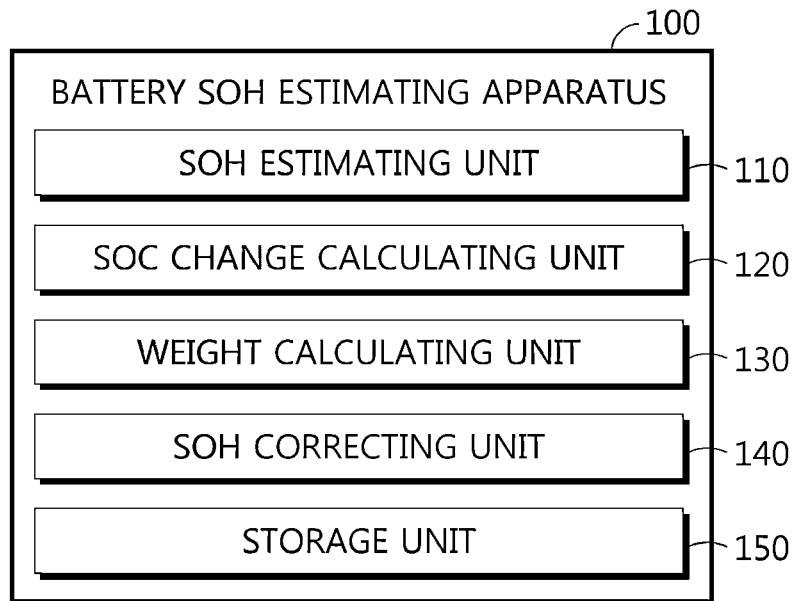 100
BATTERY SOH ESTIMATING APPARATUS
SOH ESTIMATING UNIT
110
SOC CHANGE CALCULATING UNIT
120
WEIGHT CALCULATING UNIT
130
SOH CORRECTING UNIT
140
STORAGE UNIT
150